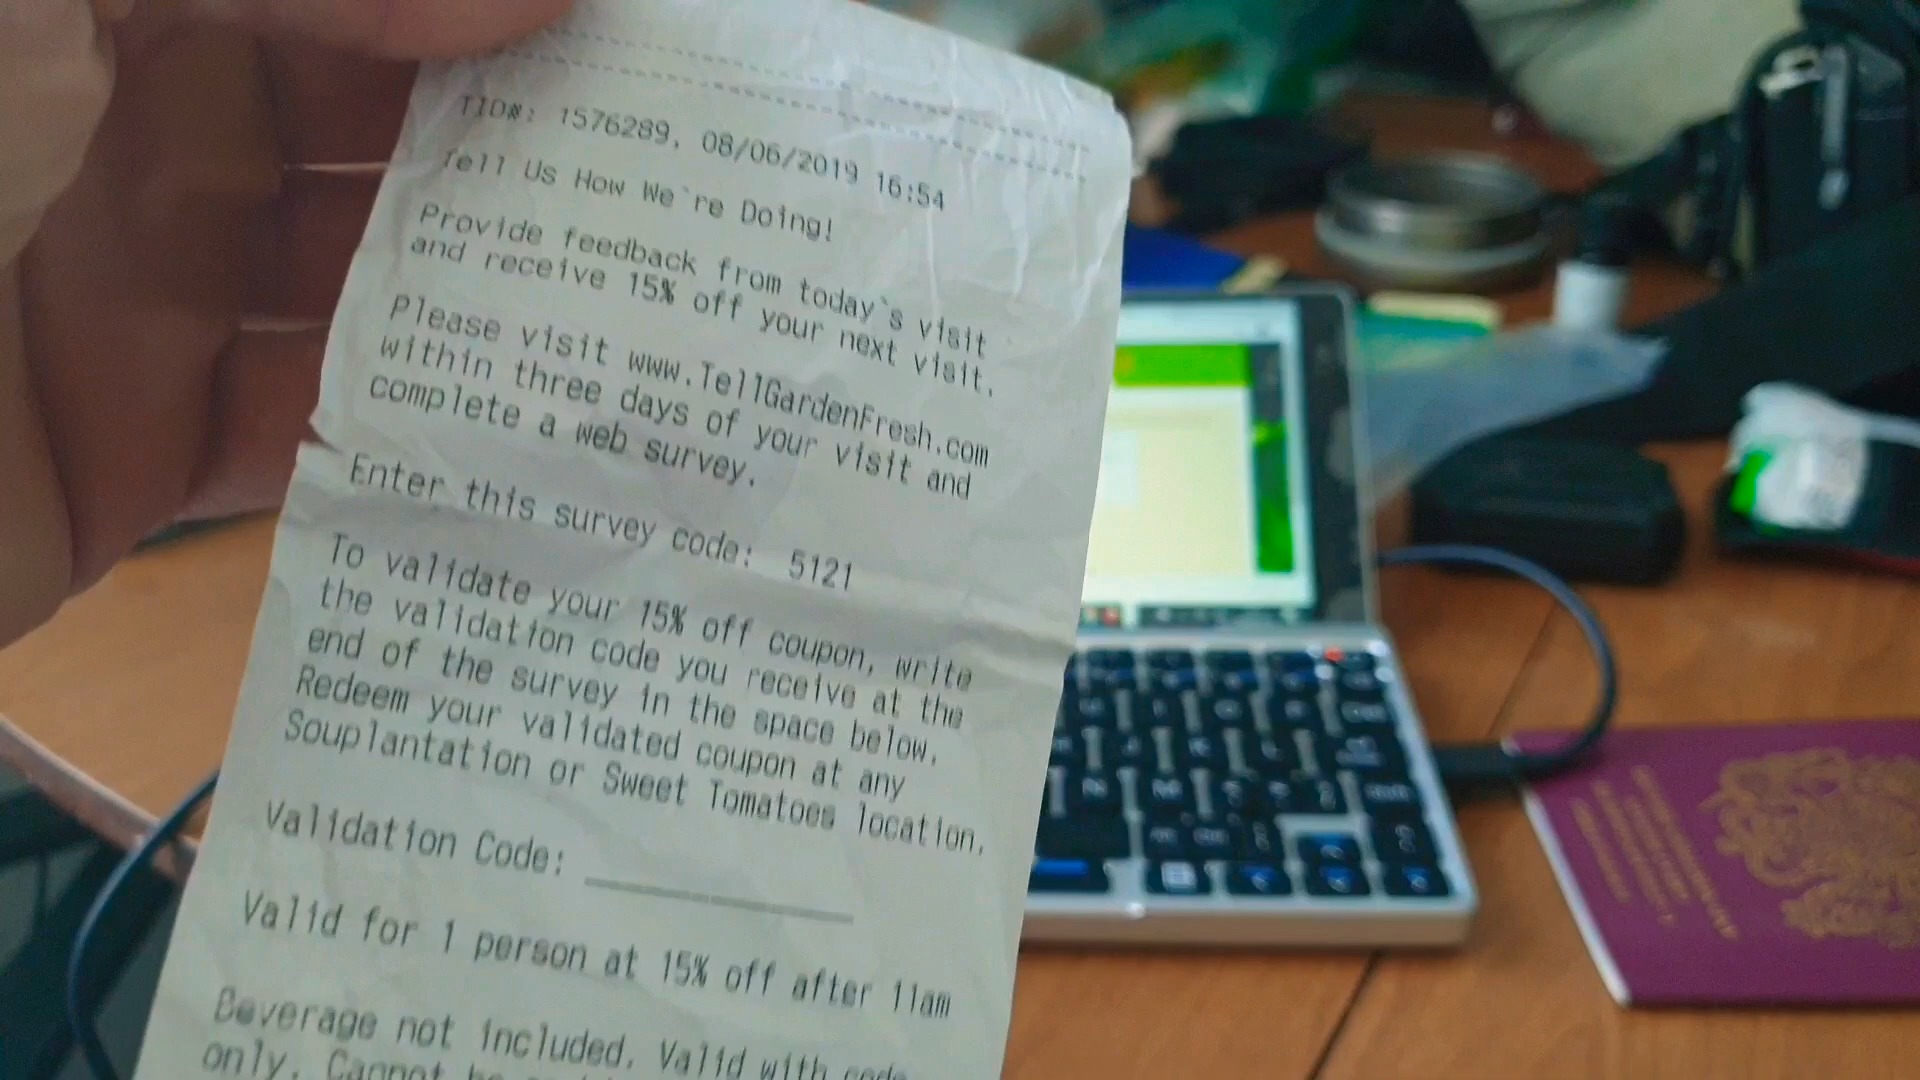 TID#: 1576289, 08/06/2019 16:54
Tell Us How We`re Doing!
Provide feedback from today`s visit
and receive 15% off your next visit.
Please visit www.TellGardenFresh.com
within three days of your visit and
complete a web survey.
Enter this survey code: 5121
To validate your 15% off coupon, write
the validation code you receive at the
end of the survey in the space below.
Redeem your validated coupon at any
Souplantation or Sweet Tomatoes location.
Validation Code:
Valid for 1 person at 15% off after 11am
Beverage not included. Valid with code
only. Cannot be